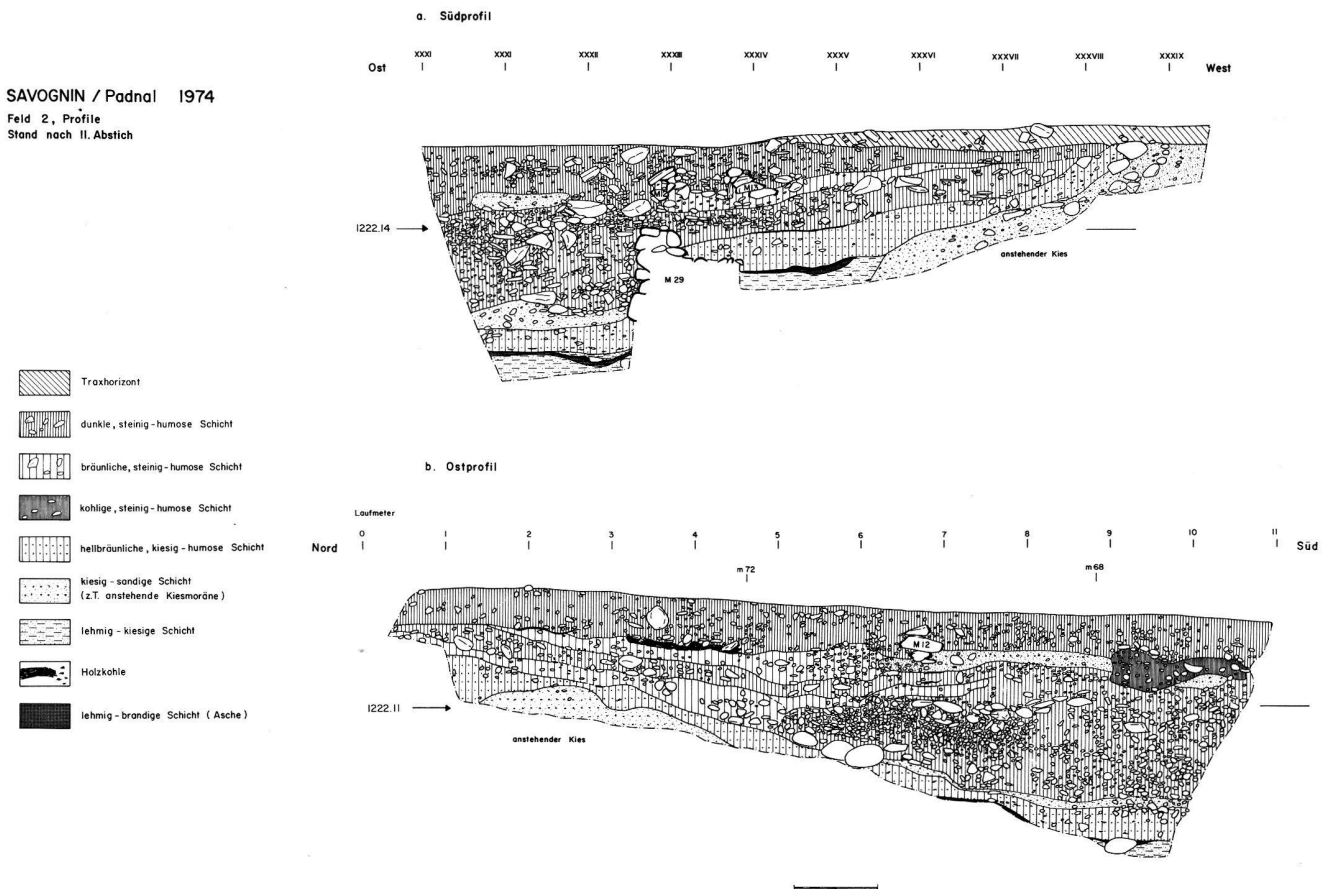 a. Südprofil
XXXI XXXI XXXII XXXIII XXXIV XXXV XXXVI XXXVII XXXVIII XXXIX
Ost West
SAVOGNIN / Padnal 1974
Feld 2, Profile
Stand nach 11. Abstich
M 13
1222.14
anstehender Kies
M 29
Traxhorizont
dunkle, steinig-humose Schicht
bräunliche, steinig-humose Schicht
kohlige, steinig-humose Schicht
hellbräunliche, kiesig-humose Schicht
kiesig-sandige Schicht
(z.T. anstehende Kiesmoräne)
lehmig-kiesige Schicht
Holzkohle
lehmig-brandige Schicht (Asche)
b. Ostprofil
Laufmeter
0 1 2 3 4 5 6 7 8 9 10 11
Nord Süd
m 72 m 68
M 12
1222.11
anstehender Kies